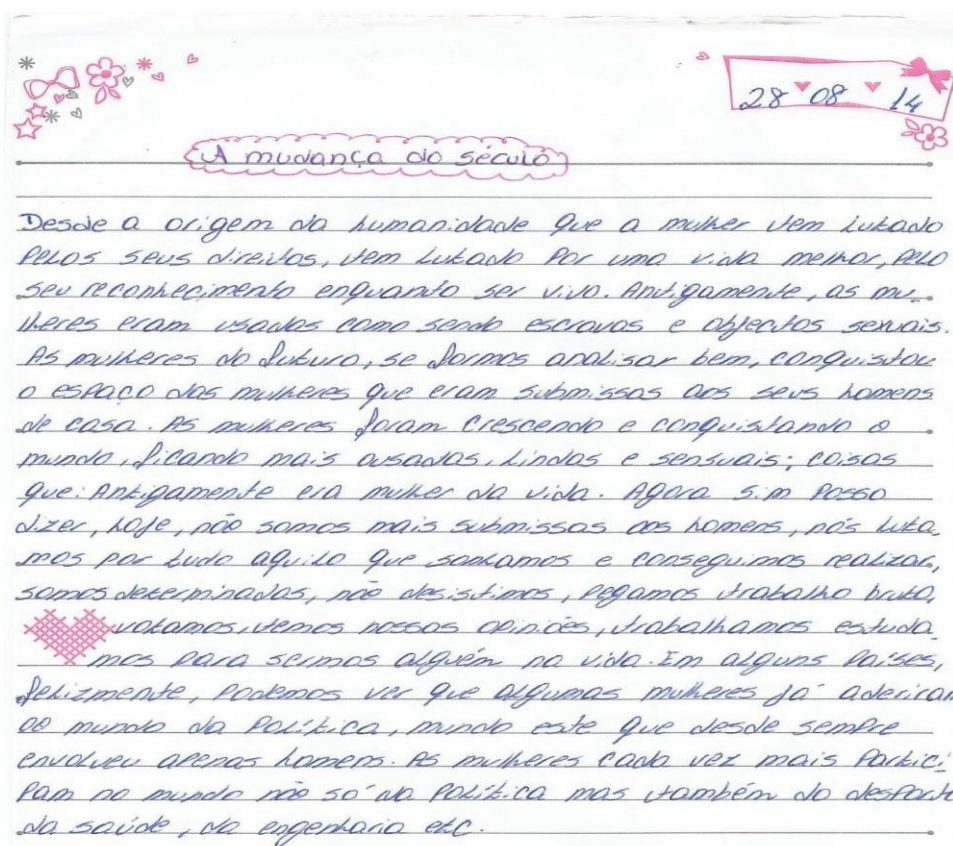 28 08 14
A mudança do século
Desde a origem da humanidade que a mulher tem lutado
pelos seus direitos, tem lutado por uma vida melhor, pelo
seu reconhecimento enquanto ser vivo. Antigamente, as mu_
lheres eram usadas como sendo escravas e objectos sexuais.
As mulheres do futuro, se formos analisar bem, conquistou
o espaço das mulheres que eram submissas aos seus homens
de casa. As mulheres foram crescendo e conquistando o
mundo, ficando mais ousadas, lindas e sensuais; coisas
que: Antigamente era mulher da vida. Agora sim posso
dizer, hoje, não somos mais submissas aos homens, nós luta_
mos por tudo aquilo que sonhamos e conseguimos realizar,
somos determinadas, não desistimos, pegamos trabalho bruto,
votamos, temos nossas opiniões, trabalhamos estuda_
mos para sermos alguém na vida. Em alguns países,
felizmente, podemos ver que algumas mulheres já aderiram
ao mundo da política, mundo este que desde sempre
envolveu apenas homens. As mulheres cada vez mais partici_
pam no mundo não só da política mas também do desporto
da saúde, da engenharia etc.